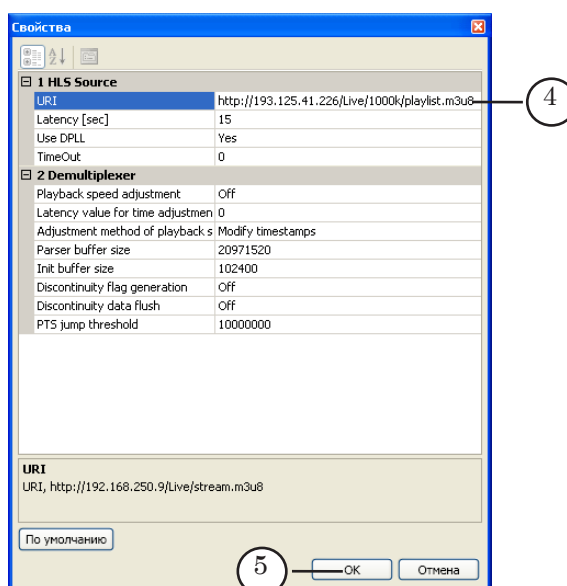 Свойства
1 HLS Source
URI http://193.125.41.226/Live/1000k/playlist.m3u8
4
Latency [sec] 15
Use DPLL Yes
TimeOut 0
2 Demultiplexer
Playback speed adjustment Off
Latency value for time adjustmen 0
Adjustment method of playback s Modify timestamps
Parser buffer size 20971520
Init buffer size 102400
Discontinuity flag generation Off
Discontinuity data flush Off
PTS jump threshold 10000000
URI
URI, http://192.168.250.9/Live/stream.m3u8
По умолчанию
5
OK Отмена